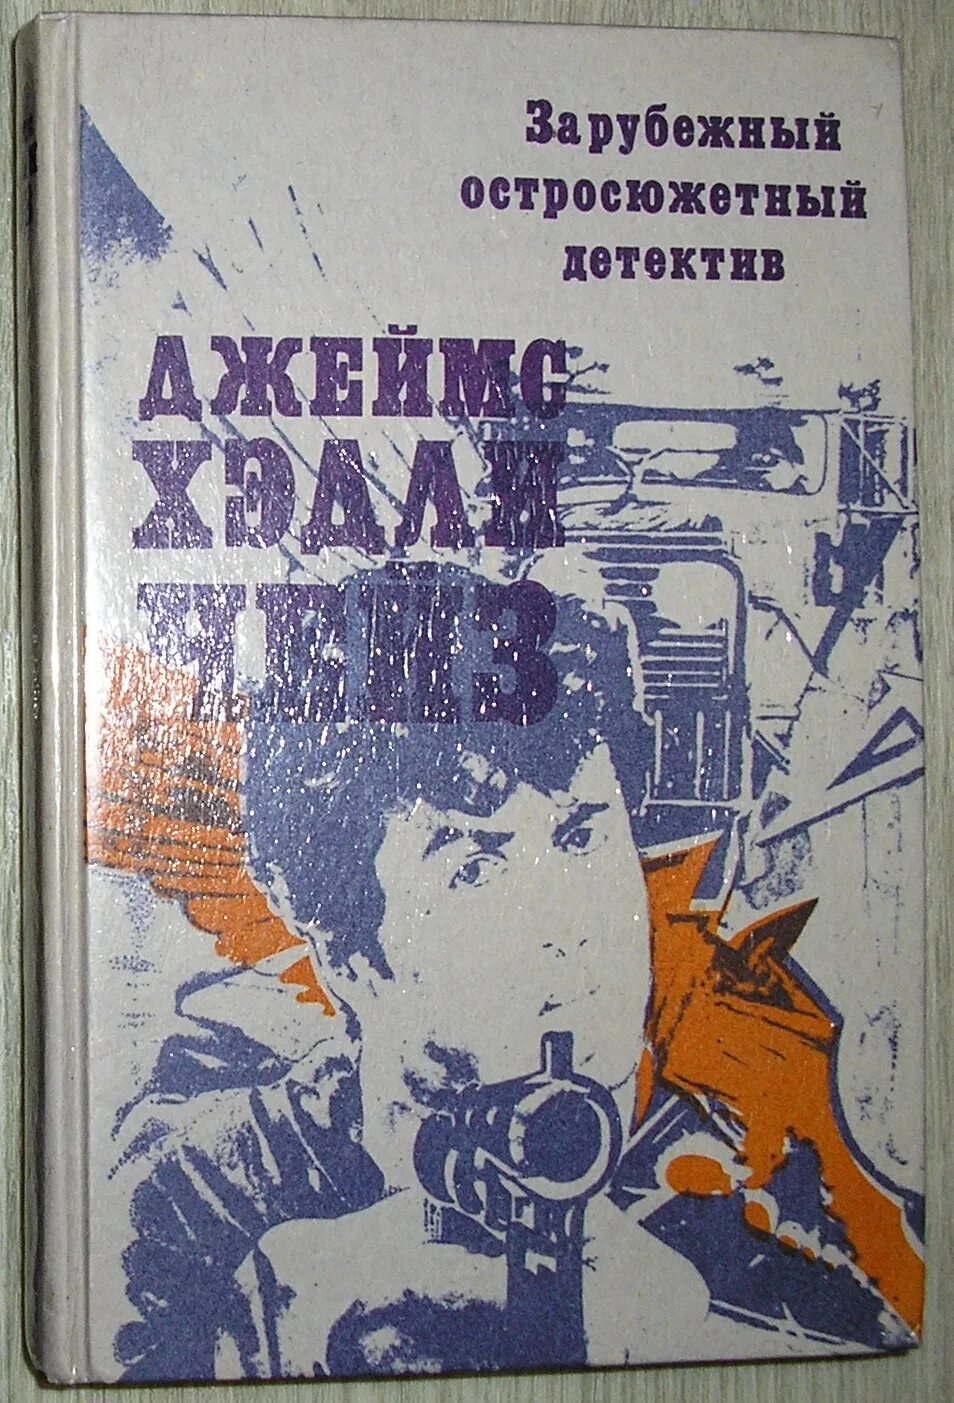 Зарубежный
остросюжетный
детектив
ДЖЕЙМС
ХЭДЛИ
ЧЕЙЗ